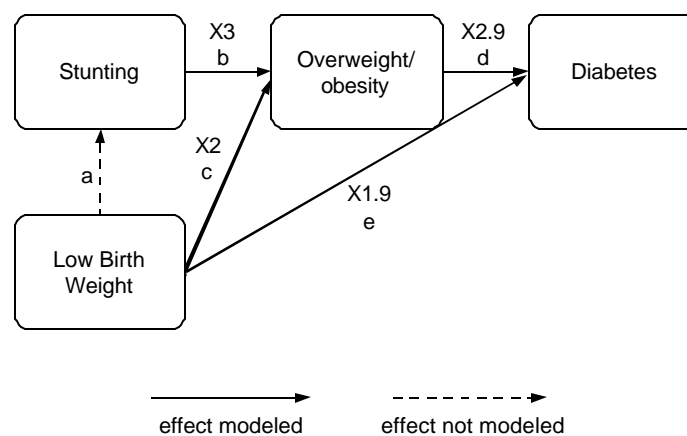 X3
b
X2.9
d
Stunting
Overweight/
obesity
Diabetes
a
X2
c
X1.9
e
Low Birth
Weight
effect modeled
effect not modeled